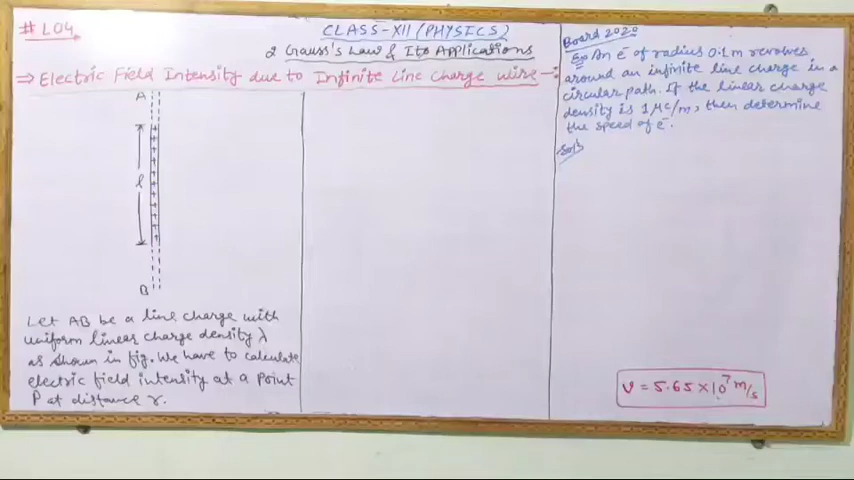 # L04
CLASS-XII (PHYSICS)
2 Gauss's Law & Its Applications
⇒ Electric Field Intensity due to Infinite Line Charge wire -:
A
l
B
Let AB be a line charge with
uniform linear charge density λ
as shown in fig. We have to calculate
electric field intensity at a point
P at distance r.
Board 2020
Ex An e⁻ of radius 0.1m revolves
around an infinite line charge in a
circular path. If the linear charge
density is 1μc/m, then determine
the speed of e⁻.
Sol:
v = 5.65 × 10⁷ m/s